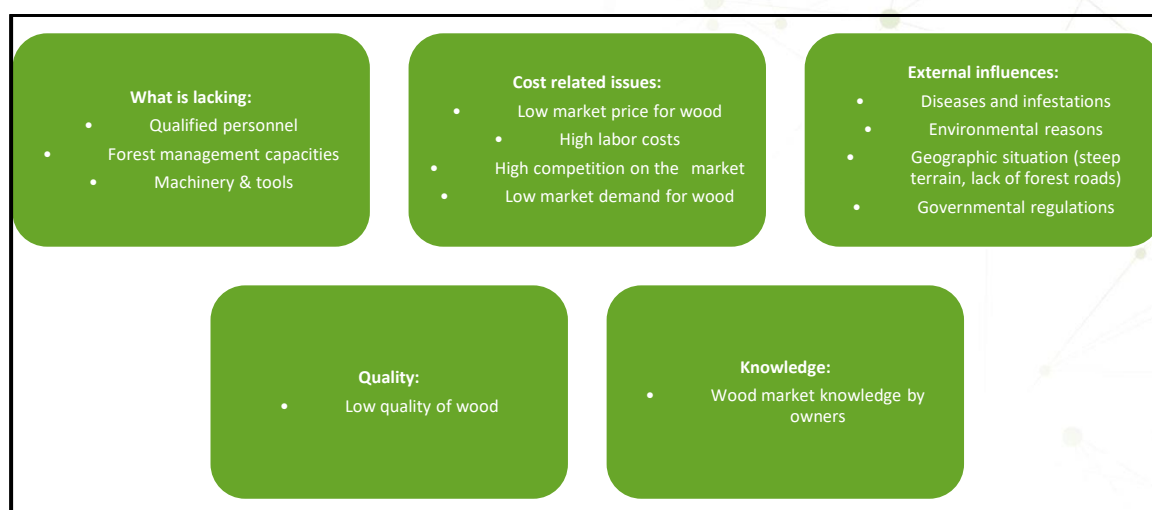 What is lacking:
• Qualified personnel
• Forest management capacities
• Machinery & tools
Cost related issues:
• Low market price for wood
• High labor costs
• High competition on the market
• Low market demand for wood
External influences:
• Diseases and infestations
• Environmental reasons
• Geographic situation (steep
terrain, lack of forest roads)
• Governmental regulations
Quality:
• Low quality of wood
Knowledge:
• Wood market knowledge by
owners